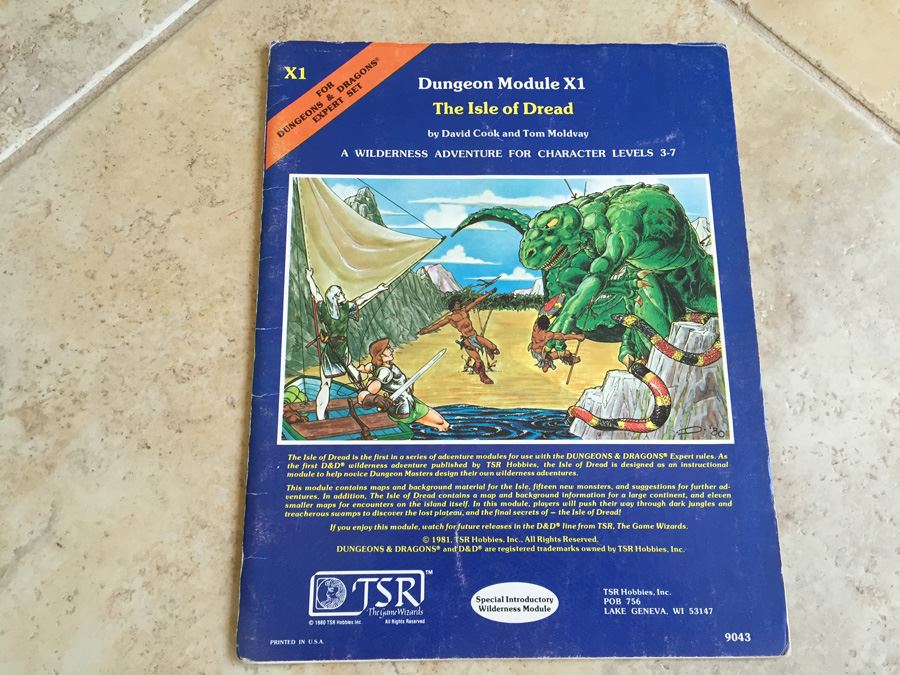 X1
FOR
DUNGEONS & DRAGONS®
EXPERT SET
Dungeon Module X1
The Isle of Dread
by David Cook and Tom Moldvay
A WILDERNESS ADVENTURE FOR CHARACTER LEVELS 3-7
The Isle of Dread is the first in a series of adventure modules for use with the DUNGEONS & DRAGONS® Expert rules. As
the first D&D® wilderness adventure published by TSR Hobbies, the Isle of Dread is designed as an instructional
module to help novice Dungeon Masters design their own wilderness adventures.
This module contains maps and background material for the Isle, fifteen new monsters, and suggestions for further ad-
ventures. In addition, The Isle of Dread contains a map and background information for a large continent, and eleven
smaller maps for encounters on the island itself. In this module, players will push their way through dark jungles and
treacherous swamps to discover the lost plateau, and the final secrets of — the Isle of Dread!
If you enjoy this module, watch for future releases in the D&D® line from TSR, The Game Wizards.
© 1981, TSR Hobbies, Inc., All Rights Reserved.
DUNGEONS & DRAGONS® and D&D® are registered trademarks owned by TSR Hobbies, Inc.
TSR™
The Game Wizards
© 1980 TSR Hobbies Inc. All Rights Reserved
Special Introductory
Wilderness Module
TSR Hobbies, Inc.
POB 756
LAKE GENEVA, WI 53147
PRINTED IN U.S.A.
9043